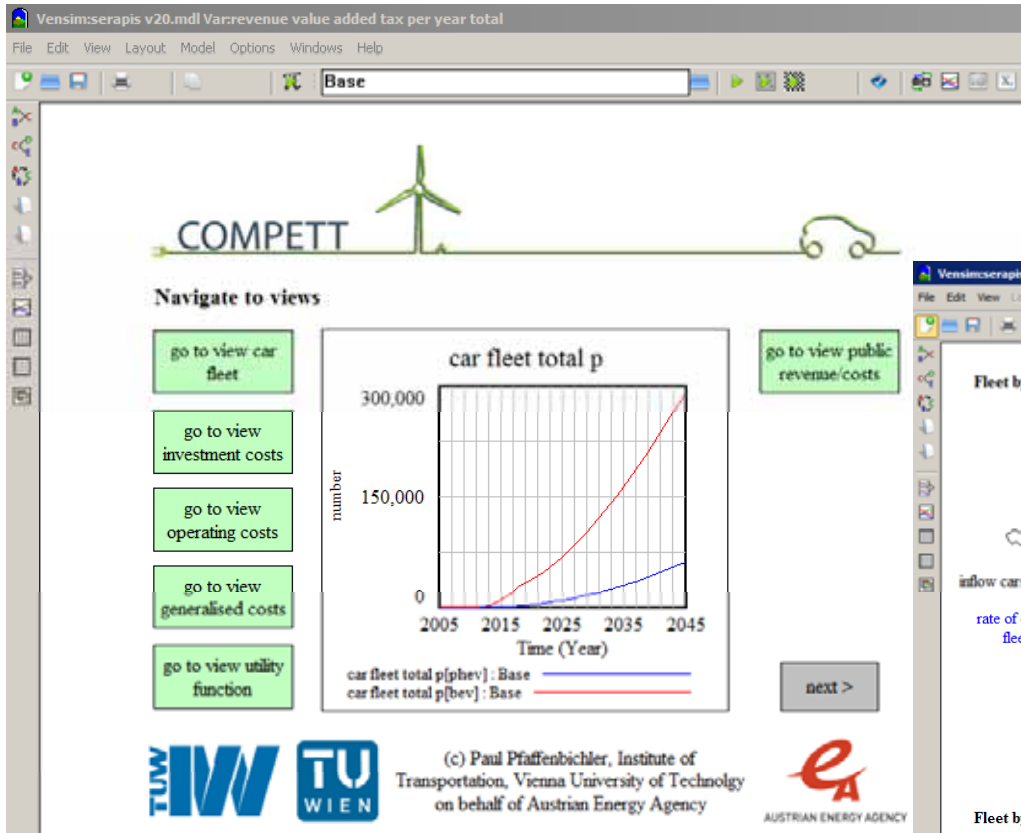 Vensim:serapis v20.mdl Var:revenue value added tax per year total
File Edit View Layout Model Options Windows Help
Base
COMPETT
Navigate to views
go to view car
fleet
go to view
investment costs
go to view
operating costs
go to view
generalised costs
go to view utility
function
car fleet total p
300,000
150,000
0
number
2005 2015 2025 2035 2045
Time (Year)
car fleet total p[phev] : Base
car fleet total p[bev] : Base
go to view public
revenue/costs
next >
TUW
IW
TU
WIEN
(c) Paul Pfaffenbichler, Institute of
Transportation, Vienna University of Technolgy
on behalf of Austrian Energy Agency
eA
AUSTRIAN ENERGY AGENCY
Vensim:serapis
File Edit View
Fleet b
inflow car
rate of
flee
Fleet b